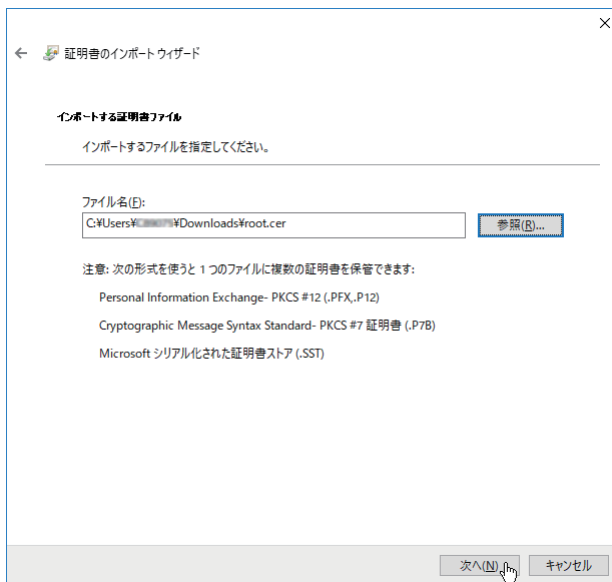 証明書のインポート ウィザード
インポートする証明書ファイル
インポートするファイルを指定してください。
ファイル名(F):
C:¥Users¥ ¥Downloads¥root.cer
参照(R)...
注意: 次の形式を使うと 1 つのファイルに複数の証明書を保管できます:
Personal Information Exchange- PKCS #12 (.PFX,.P12)
Cryptographic Message Syntax Standard- PKCS #7 証明書 (.P7B)
Microsoft シリアル化された証明書ストア (.SST)
次へ(N)
キャンセル